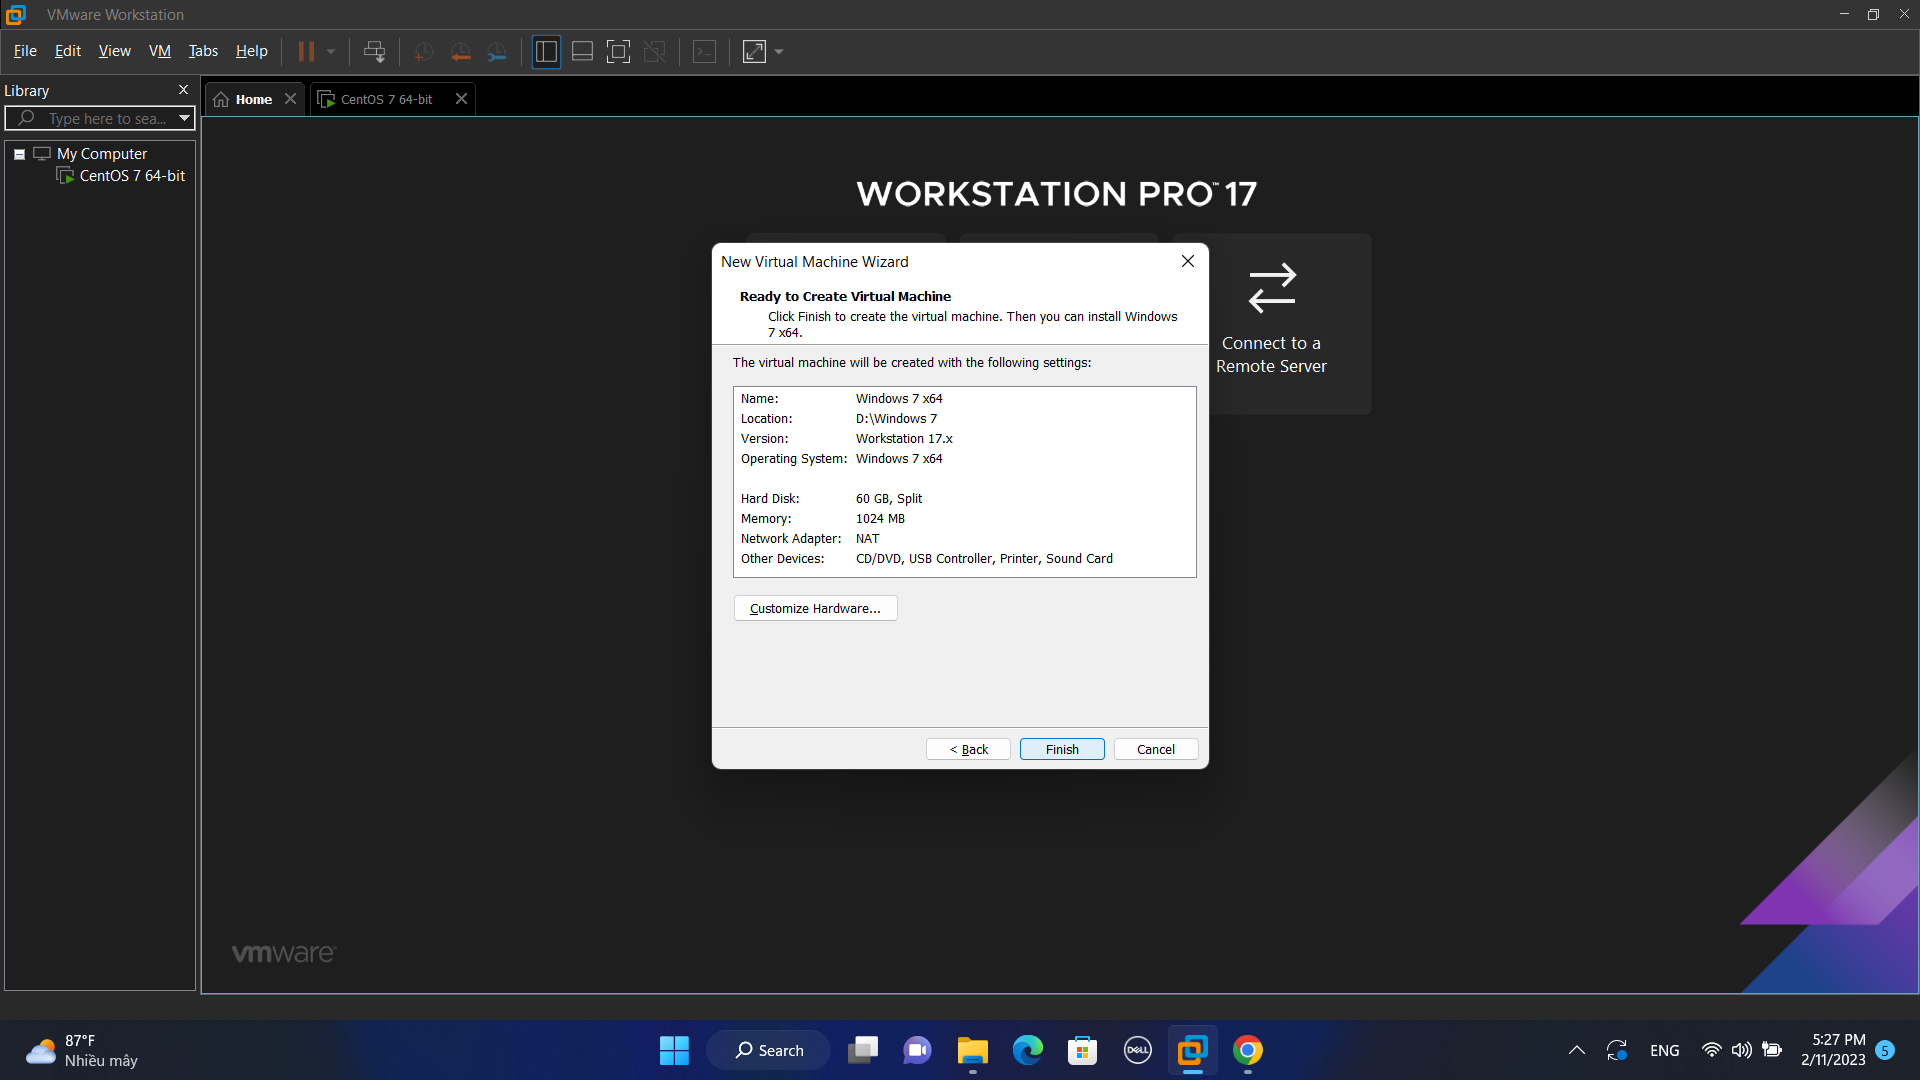 VMware Workstation
File Edit View VM Tabs Help
Library
Type here to sea...
My Computer
CentOS 7 64-bit
Home
CentOS 7 64-bit
WORKSTATION PRO™ 17
Connect to a
Remote Server
New Virtual Machine Wizard
Ready to Create Virtual Machine
Click Finish to create the virtual machine. Then you can install Windows
7 x64.
The virtual machine will be created with the following settings:
Name: Windows 7 x64
Location: D:\Windows 7
Version: Workstation 17.x
Operating System: Windows 7 x64
Hard Disk: 60 GB, Split
Memory: 1024 MB
Network Adapter: NAT
Other Devices: CD/DVD, USB Controller, Printer, Sound Card
Customize Hardware...
< Back Finish Cancel
vmware
87°F
Nhiều mây
Search
DELL
ENG
5:27 PM
2/11/2023
5